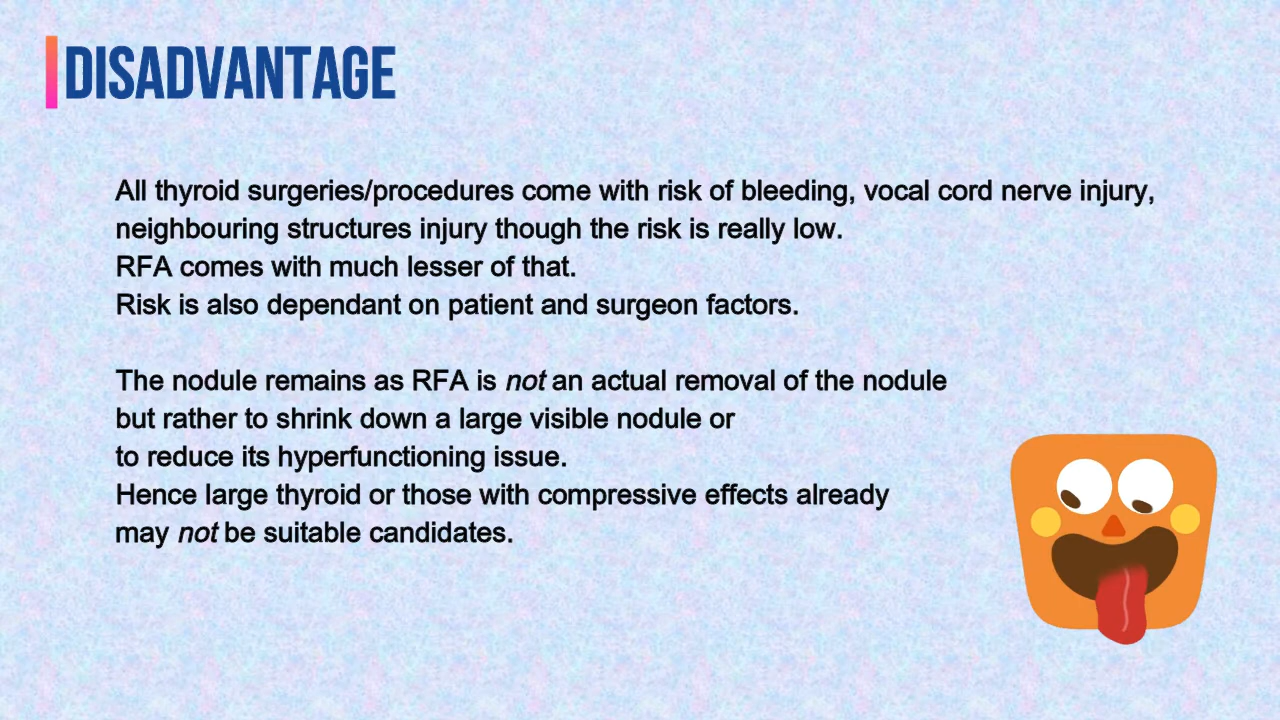 DISADVANTAGE
All thyroid surgeries/procedures come with risk of bleeding, vocal cord nerve injury,
neighbouring structures injury though the risk is really low.
RFA comes with much lesser of that.
Risk is also dependant on patient and surgeon factors.
The nodule remains as RFA is not an actual removal of the nodule
but rather to shrink down a large visible nodule or
to reduce its hyperfunctioning issue.
Hence large thyroid or those with compressive effects already
may not be suitable candidates.